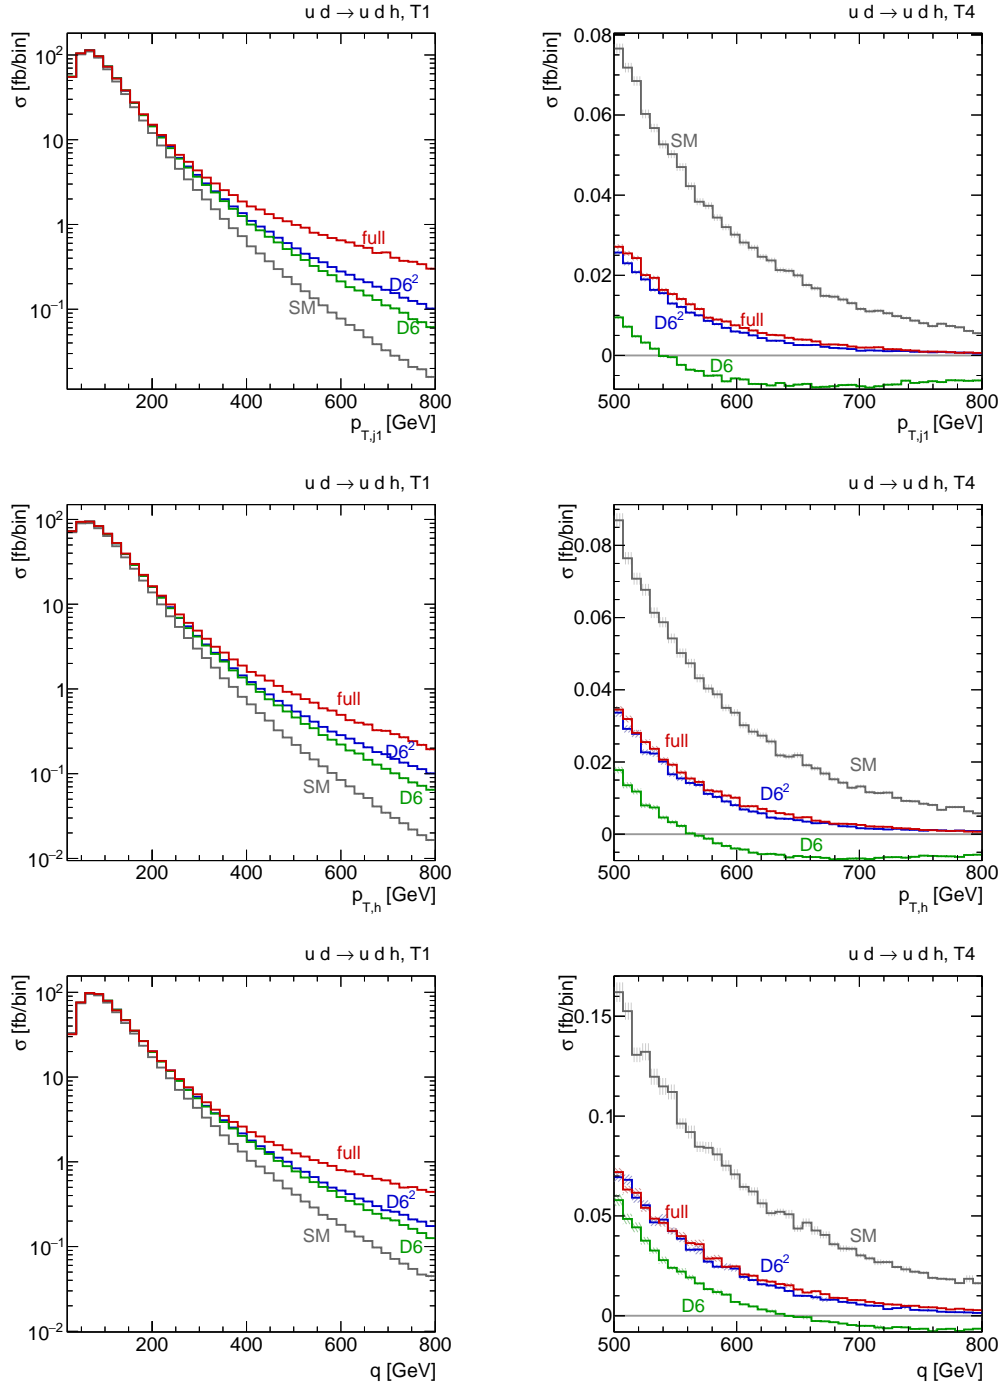 u d → u d h, T1
σ [fb/bin]
10²
10
1
10⁻¹
full
D6²
SM
D6
200 400 600 800
p_T,j1 [GeV]
u d → u d h, T4
σ [fb/bin]
0.08
0.06
0.04
0.02
0
SM
D6²
full
D6
500 600 700 800
p_T,j1 [GeV]
u d → u d h, T1
σ [fb/bin]
10²
10
1
10⁻¹
10⁻²
full
D6²
SM
D6
200 400 600 800
p_T,h [GeV]
u d → u d h, T4
σ [fb/bin]
0.08
0.06
0.04
0.02
0
full
SM
D6²
D6
500 600 700 800
p_T,h [GeV]
u d → u d h, T1
σ [fb/bin]
10²
10
1
10⁻¹
10⁻²
full
D6²
SM
D6
200 400 600 800
q [GeV]
u d → u d h, T4
σ [fb/bin]
0.15
0.1
0.05
0
SM
full
D6²
D6
500 600 700 800
q [GeV]